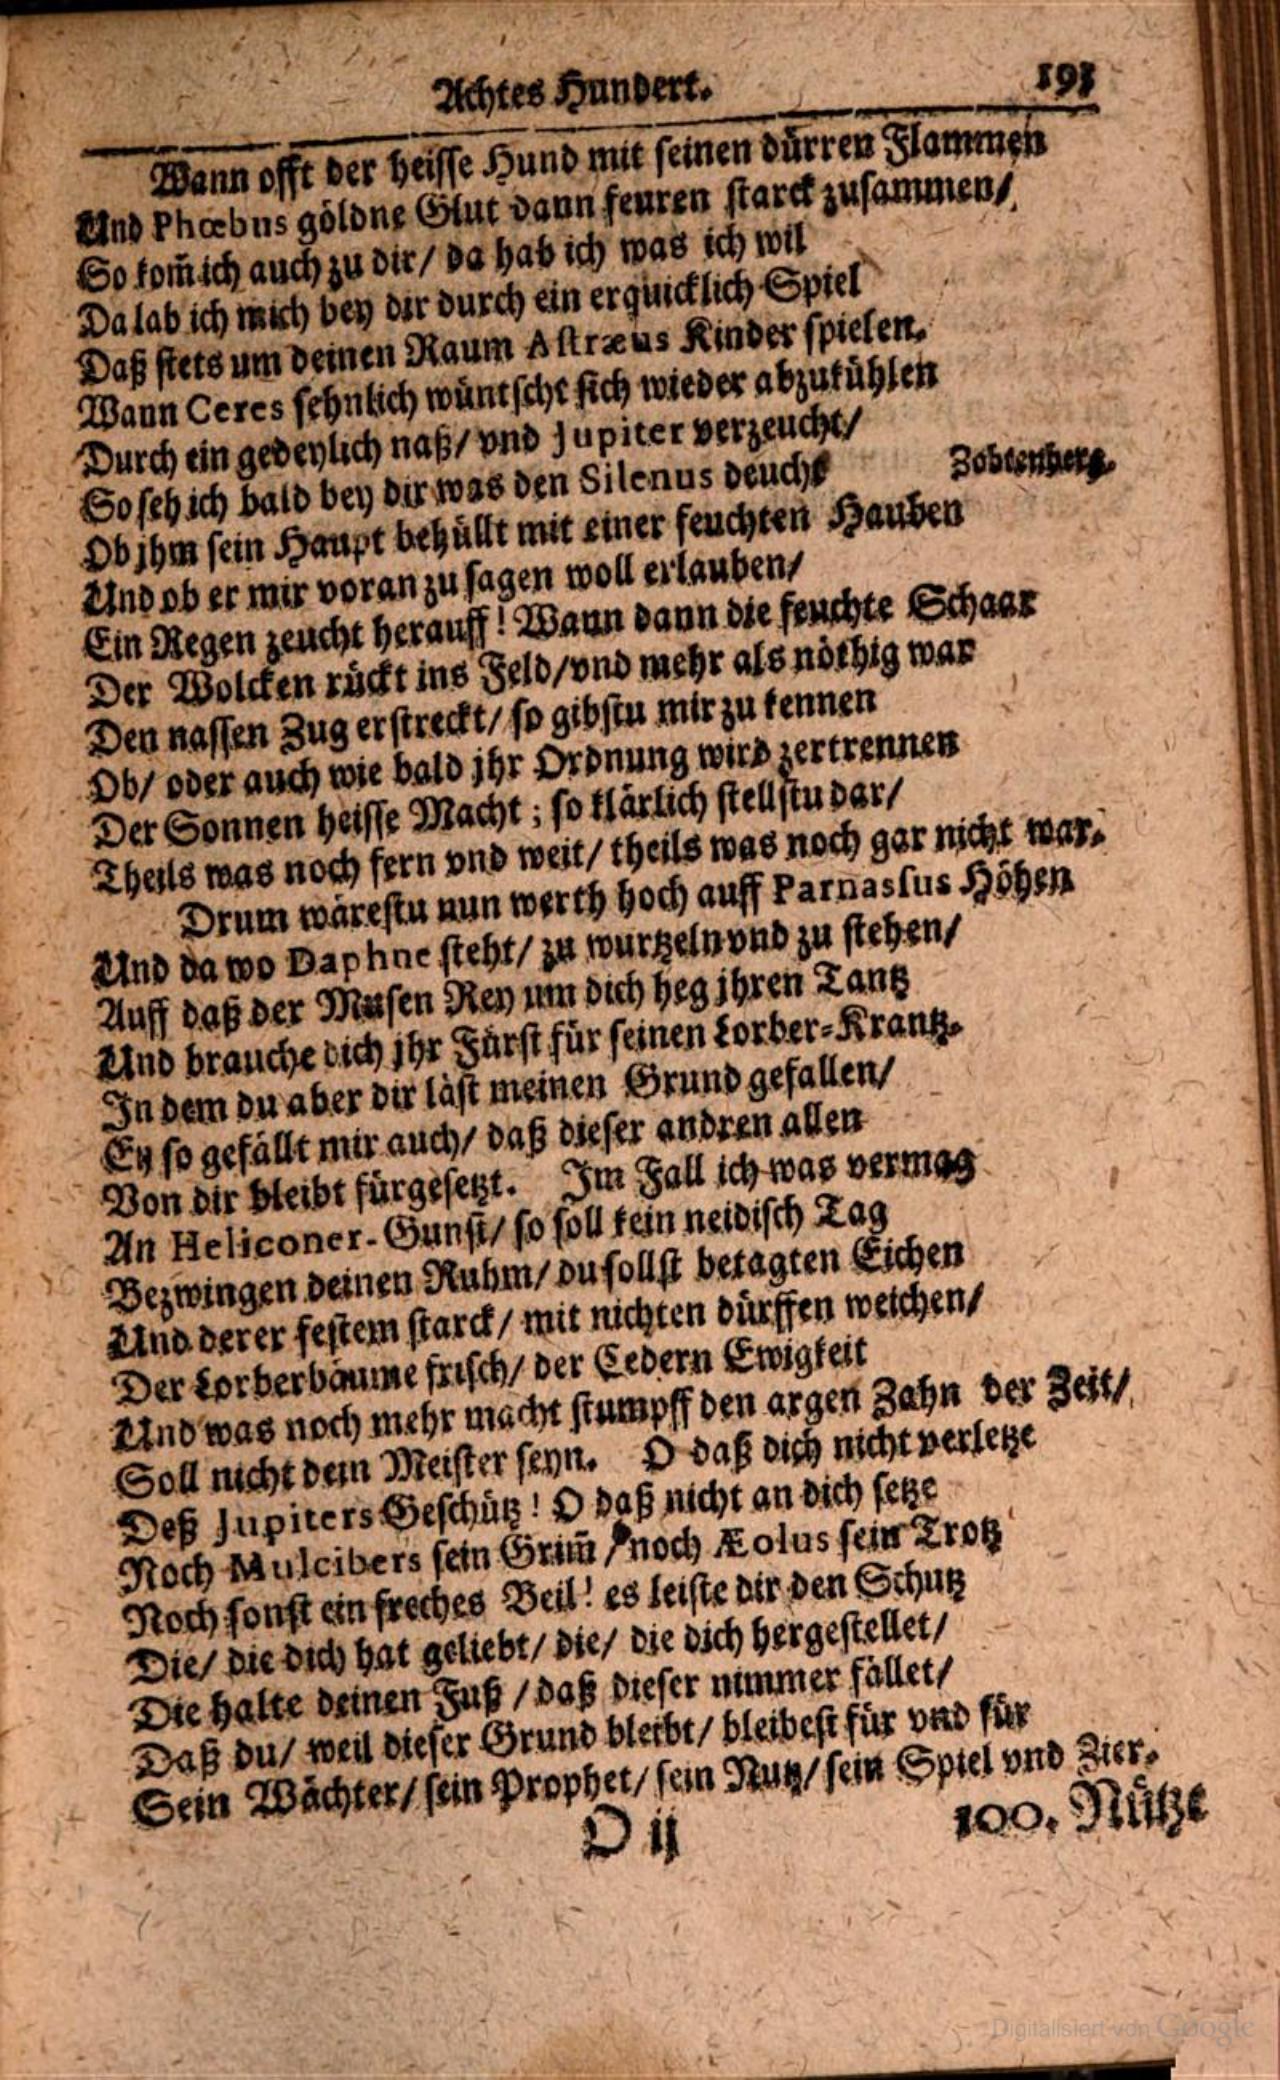 Achtes Hundert. 193
Wann offt der heisse Hund mit seinen dürren Flammen
Und Phœbus göldne Glut dann feuren starck zusammen/
So kom̃ ich auch zu dir/ da hab ich was ich wil
Da lab ich mich bey dir durch ein erquicklich Spiel
Daß stets um deinen Raum Astræus Kinder spielen.
Wann Ceres sehnlich wüntscht sich wieder abzukühlen
Durch ein gedeylich naß/ vnd Jupiter verzeucht/
So seh ich bald bey dir was den Silenus deucht Zobtenberg.
Ob jhm sein Haupt behüllt mit einer feuchten Hauben
Und ob er mir voran zu sagen woll erlauben/
Ein Regen zeucht herauff! Wann dann die feuchte Schaar
Der Wolcken rückt ins Feld/ vnd mehr als nöthig war
Den nassen Zug erstreckt/ so gibstu mir zu kennen
Ob/ oder auch wie bald jhr Ordnung wird zertrennen
Der Sonnen heisse Macht; so klärlich stellstu dar/
Theils was noch fern vnd weit/ theils was noch gar nicht war.
Drum wärestu nun werth hoch auff Parnassus Höhen
Und da wo Daphne steht/ zu wurtzeln vnd zu stehen/
Auff daß der Musen Rey um dich heg jhren Tantz
Und brauche dich jhr Fürst für seinen Lorber-Krantz.
In dem du aber dir läst meinen Grund gefallen/
Ey so gefällt mir auch/ daß dieser andren allen
Von dir bleibt fürgesetzt. Im Fall ich was vermag
An Heliconer-Gunst/ so soll kein neidisch Tag
Bezwingen deinen Ruhm/ du sollst betagten Eichen
Und derer festem starck/ mit nichten dürffen weichen/
Der Lorberbäume frisch/ der Cedern Ewigkeit
Und was noch mehr macht stumpff den argen Zahn der Zeit/
Soll nicht dein Meister seyn. O daß dich nicht verletze
Deß Jupiters Geschütz! O daß nicht an dich setze
Noch Mulcibers sein Grim̃ / noch Æolus sein Trotz
Noch sonst ein freches Beil! es leiste dir den Schutz
Die/ die dich hat geliebt/ die/ die dich hergestellet/
Die halte deinen Fuß / daß dieser nimmer fället/
Daß du/ weil dieser Grund bleibt/ bleibest für vnd für
Sein Wächter/ sein Prophet/ sein Nutz/ sein Spiel vnd Zier.
O ij 100. Nütze
Digitalisiert von Google